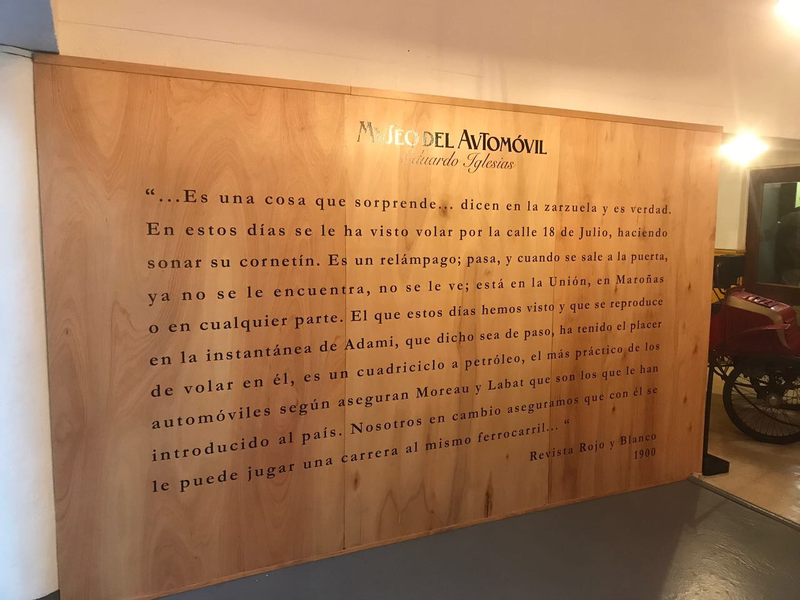 MUSEO DEL AVTOMÓVIL
Eduardo Iglesias
“...Es una cosa que sorprende... dicen en la zarzuela y es verdad.
En estos días se le ha visto volar por la calle 18 de Julio, haciendo
sonar su cornetín. Es un relámpago; pasa, y cuando se sale a la puerta,
ya no se le encuentra, no se le ve; está en la Unión, en Maroñas
o en cualquier parte. El que estos días hemos visto y que se reproduce
en la instantánea de Adami, que dicho sea de paso, ha tenido el placer
de volar en él, es un cuadriciclo a petróleo, el más práctico de los
automóviles según aseguran Moreau y Labat que son los que le han
introducido al país. Nosotros en cambio aseguramos que con él se
le puede jugar una carrera al mismo ferrocarril... “
Revista Rojo y Blanco
1900